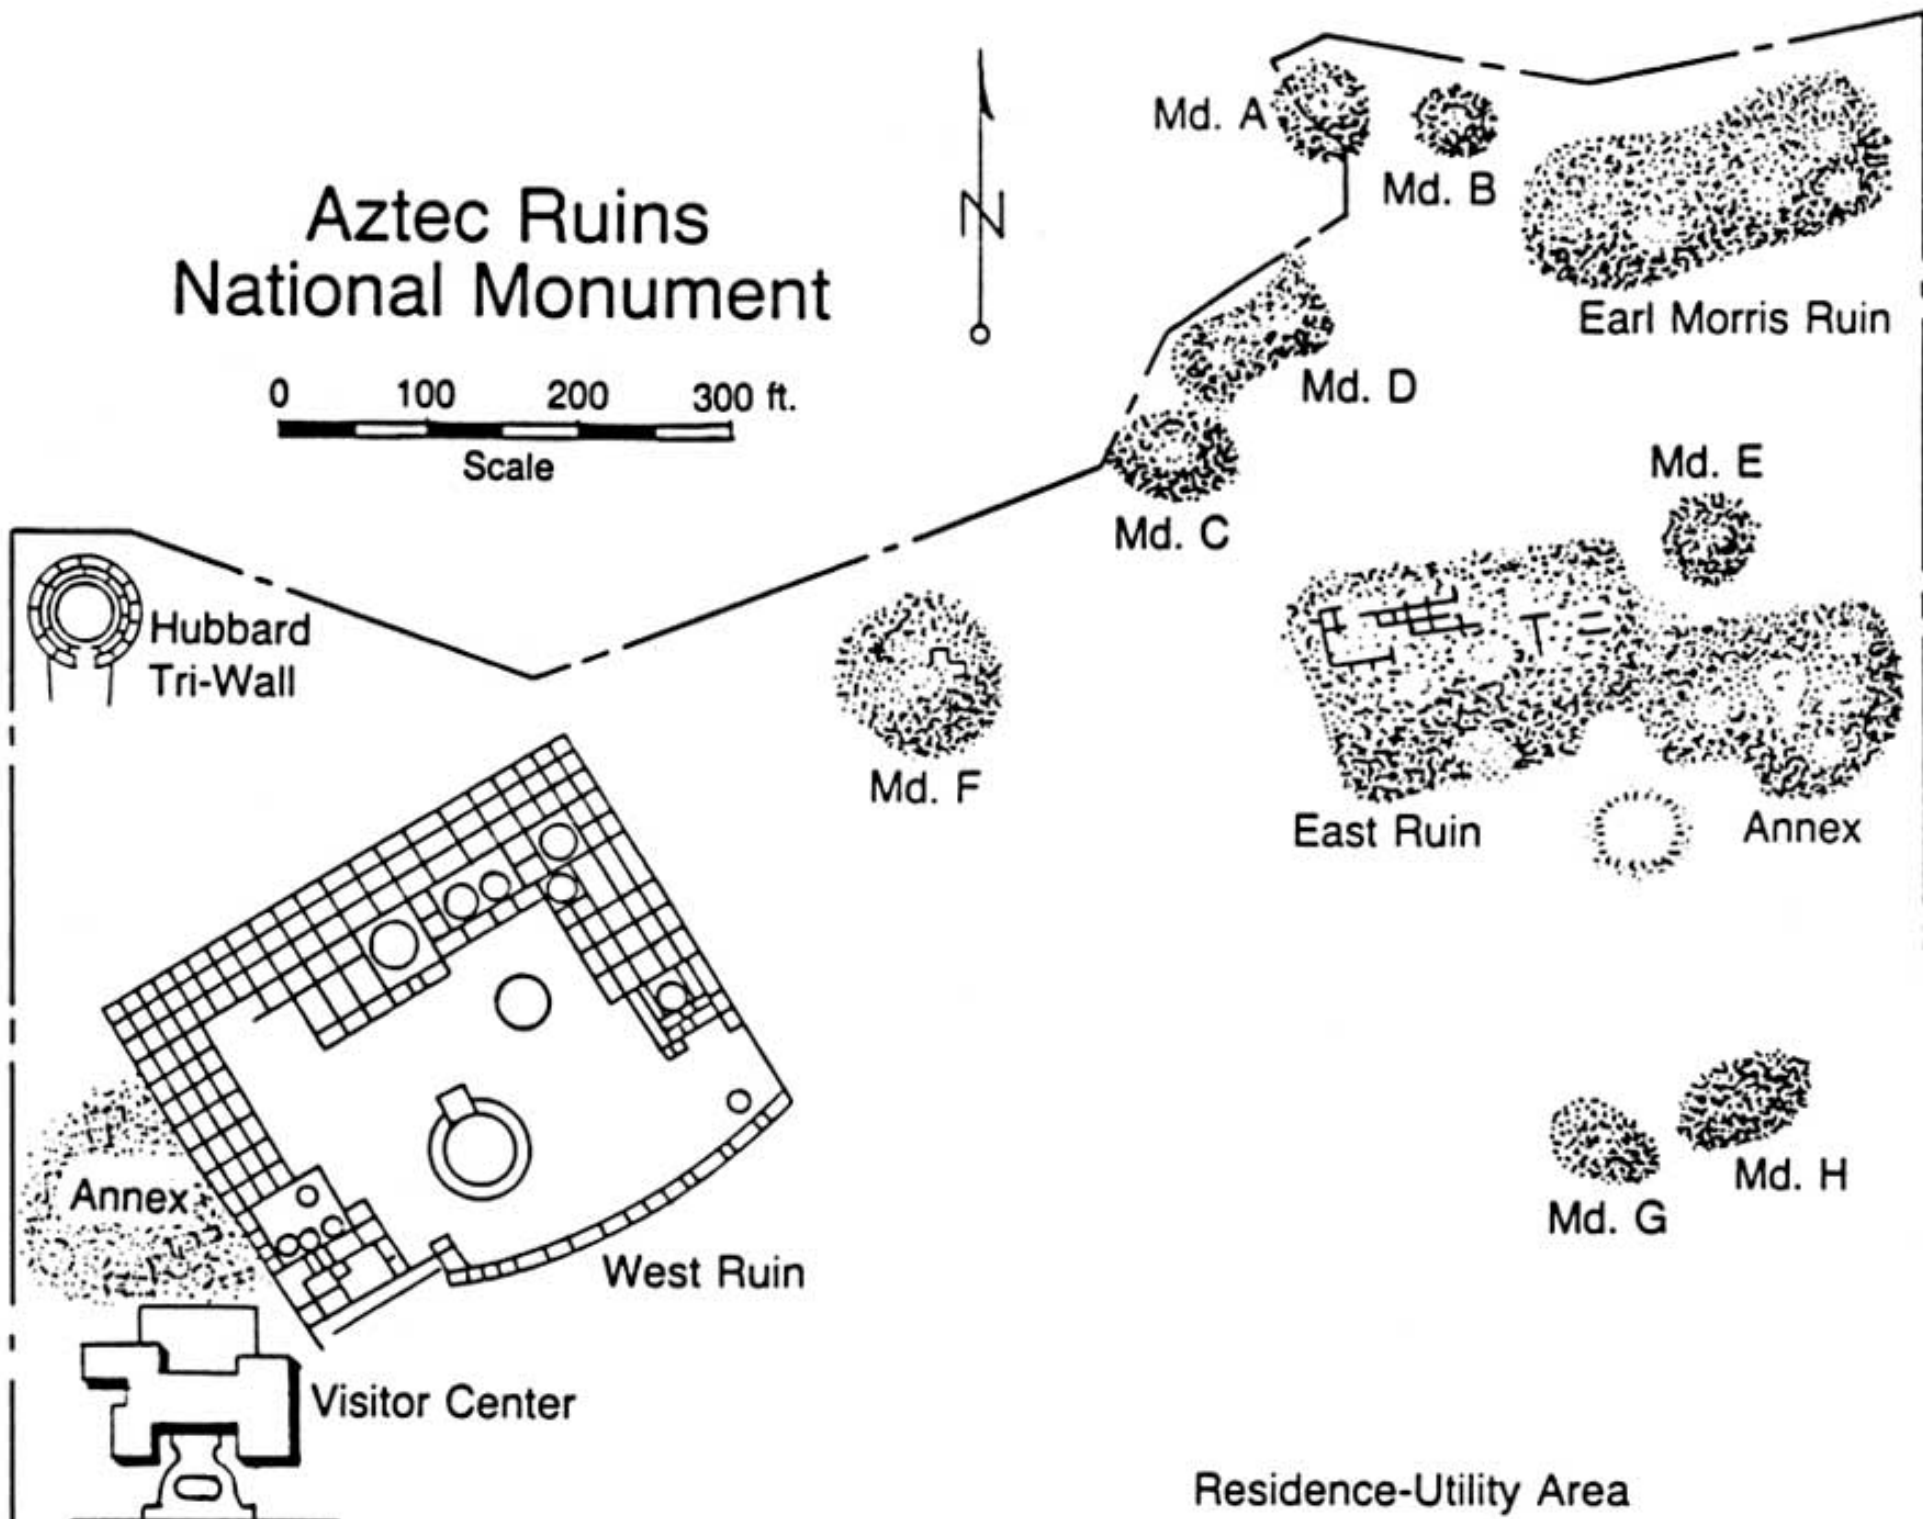 Aztec Ruins
National Monument
0 100 200 300 ft.
Scale
N
Md. A
Md. B
Earl Morris Ruin
Md. D
Md. C
Md. E
Hubbard
Tri-Wall
Md. F
East Ruin
Annex
Annex
Md. H
Md. G
West Ruin
Visitor Center
Residence-Utility Area